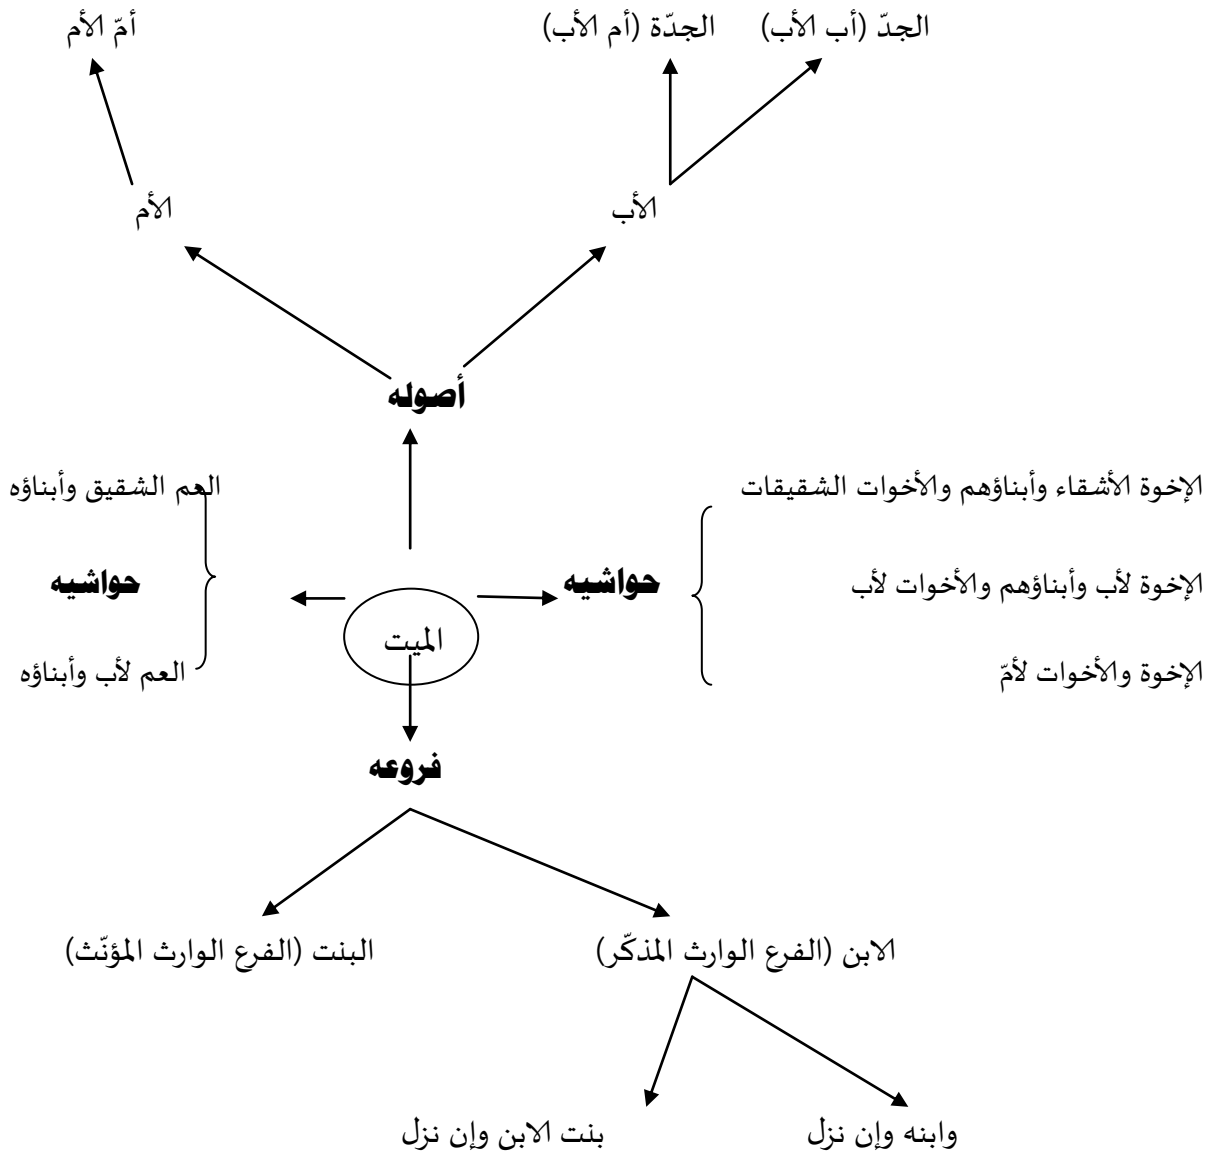 الجدّ (أب الأب) الجدّة (أم الأب) أمّ الأم
الأب الأم
أصوله
الإخوة الأشقاء وأبناؤهم والأخوات الشقيقات
العم الشقيق وأبناؤه
الإخوة لأب وأبناؤهم والأخوات لأب
حواشيه
حواشيه
الميت
الإخوة والأخوات لأمّ
العم لأب وأبناؤه
فروعه
الابن (الفرع الوارث المذكّر) البنت (الفرع الوارث المؤنّث)
وابنه وإن نزل بنت الابن وإن نزل